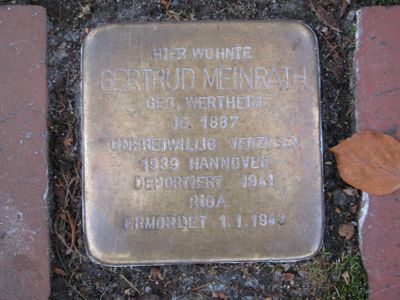 HIER WOHNTE
GERTRUD MEINRATH
GEB. WERTHEIM
JG. 1887
UNFREIWILLIG VERZOGEN
1939 HANNOVER
DEPORTIERT 1941
RIGA
ERMORDET 1.1.1943